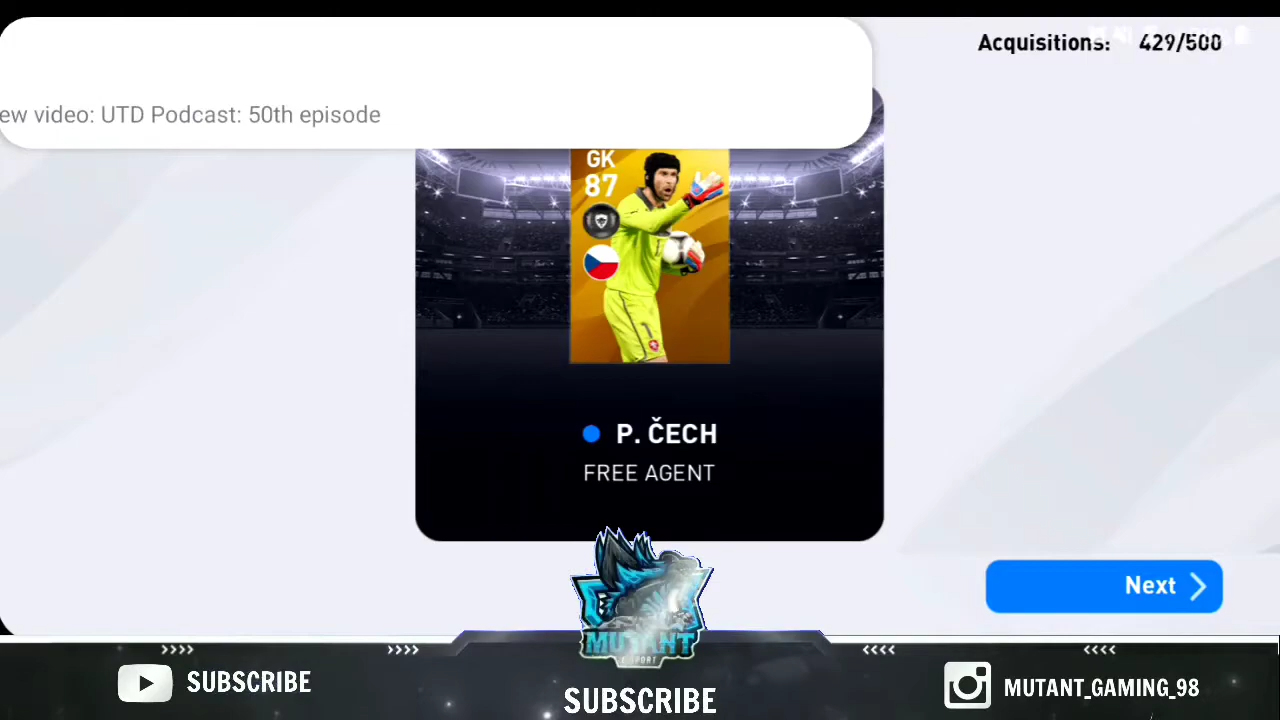 Acquisitions: 429/500
ew video: UTD Podcast: 50th episode
GK
87
1
P. ČECH
FREE AGENT
Next
MUTANT
SUBSCRIBE
SUBSCRIBE
MUTANT_GAMING_98